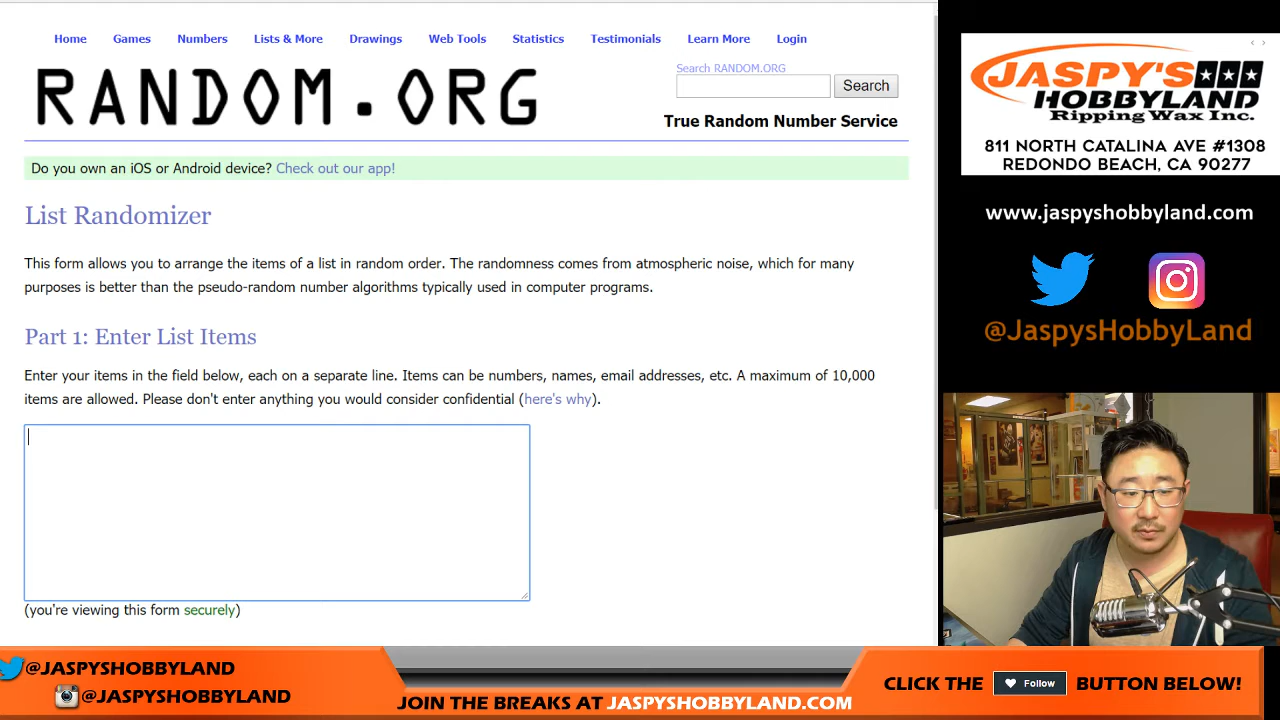 Home Games Numbers Lists & More Drawings Web Tools Statistics Testimonials Learn More Login
RANDOM.ORG
Search RANDOM.ORG
Search
True Random Number Service
Do you own an iOS or Android device? Check out our app!
List Randomizer
This form allows you to arrange the items of a list in random order. The randomness comes from atmospheric noise, which for many
purposes is better than the pseudo-random number algorithms typically used in computer programs.
Part 1: Enter List Items
Enter your items in the field below, each on a separate line. Items can be numbers, names, email addresses, etc. A maximum of 10,000
items are allowed. Please don't enter anything you would consider confidential (here's why).
(you're viewing this form securely)
JASPY'S
HOBBYLAND
Ripping Wax Inc.
811 NORTH CATALINA AVE #1308
REDONDO BEACH, CA 90277
www.jaspyshobbyland.com
@JaspysHobbyLand
@JASPYSHOBBYLAND
@JASPYSHOBBYLAND
JOIN THE BREAKS AT JASPYSHOBBYLAND.COM
CLICK THE Follow BUTTON BELOW!